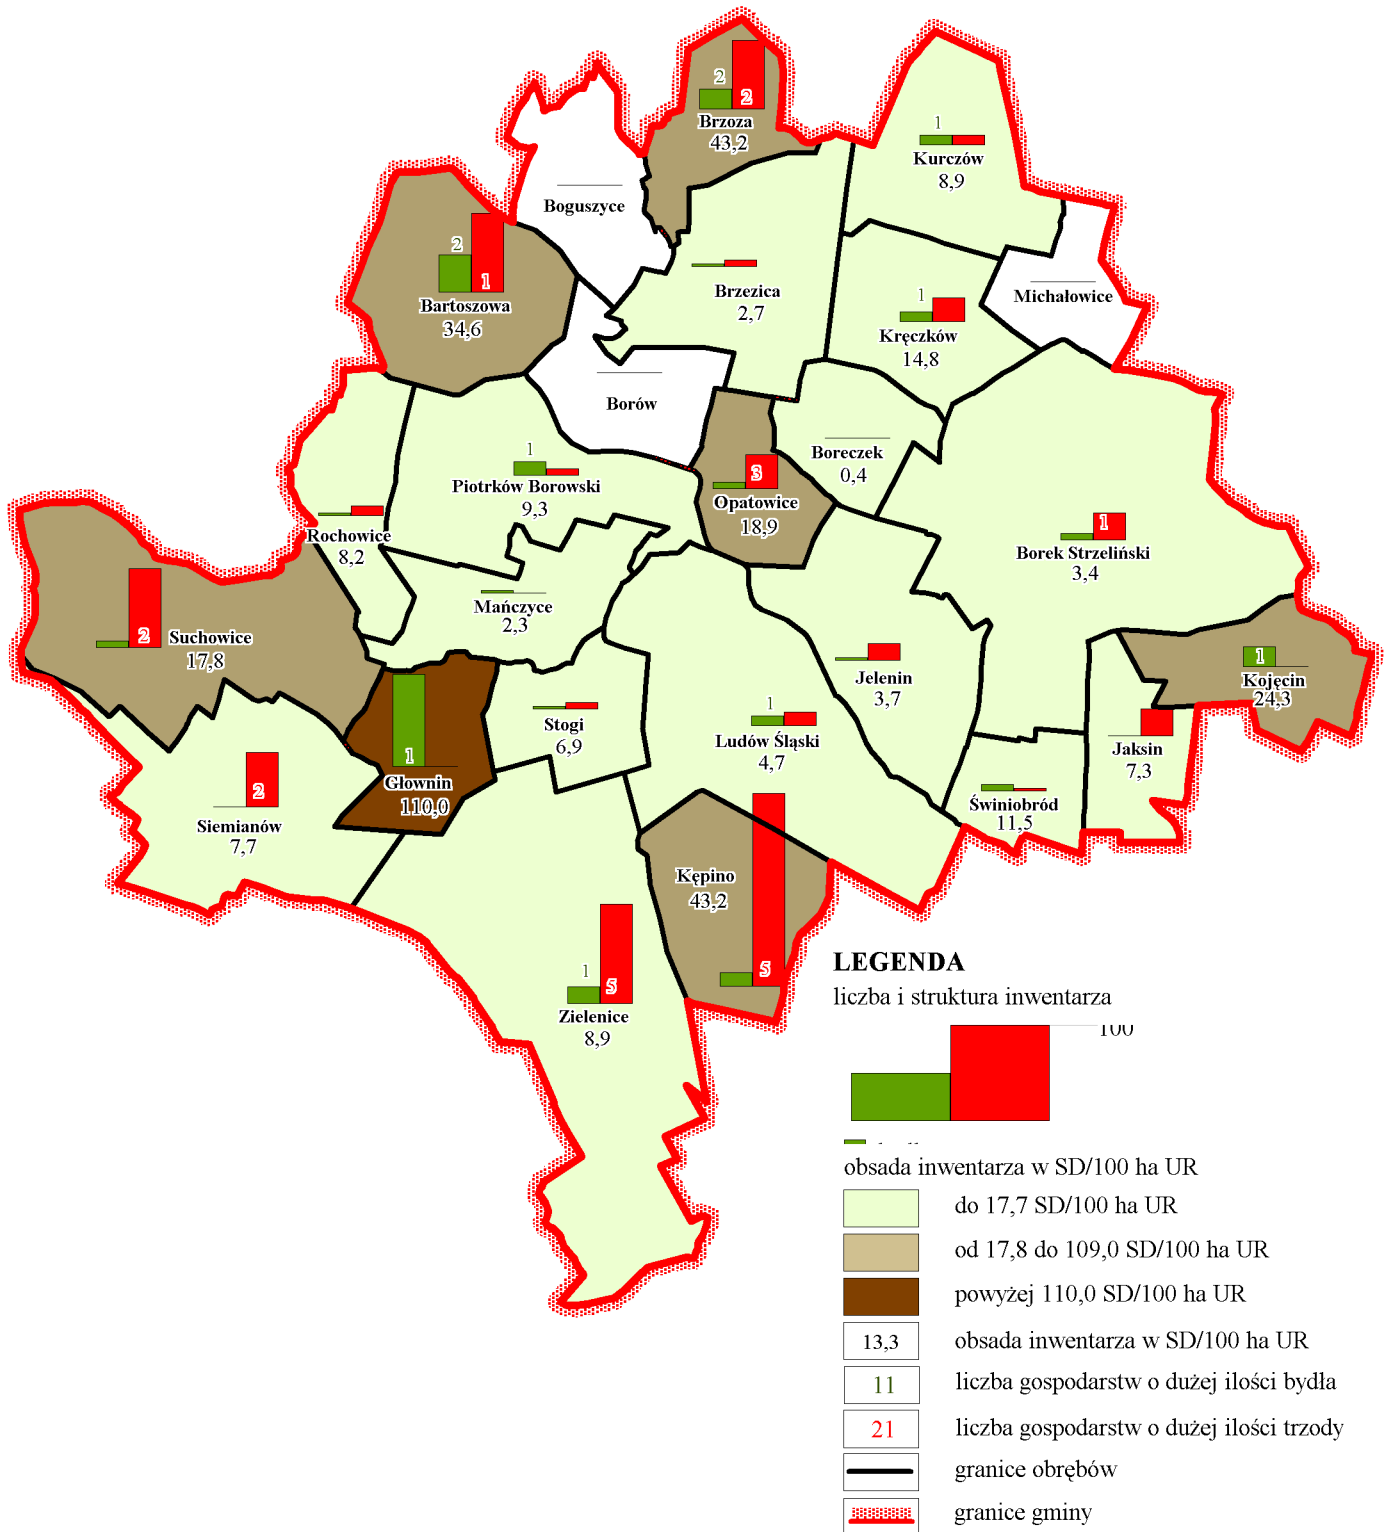 2
2
Brzoza
43,2
1
Kurczów
8,9
Boguszyce
2
1
Bartoszowa
34,6
Brzezica
2,7
1
Kręczków
14,8
Michałowice
Borów
Boreczek
0,4
1
Piotrków Borowski
9,3
3
Opatowice
18,9
Rochowice
8,2
1
Borek Strzeliński
3,4
Mańczyce
2,3
2
Suchowice
17,8
Jelenin
3,7
1
Kojęcin
24,3
Stogi
6,9
1
Ludów Śląski
4,7
Jaksin
7,3
1
Głownin
110,0
2
Siemianów
7,7
Świniobród
11,5
Kępino
43,2
5
1
5
Zielenice
8,9
LEGENDA
liczba i struktura inwentarza
100
obsada inwentarza w SD/100 ha UR
do 17,7 SD/100 ha UR
od 17,8 do 109,0 SD/100 ha UR
powyżej 110,0 SD/100 ha UR
13,3 obsada inwentarza w SD/100 ha UR
11 liczba gospodarstw o dużej ilości bydła
21 liczba gospodarstw o dużej ilości trzody
granice obrębów
granice gminy